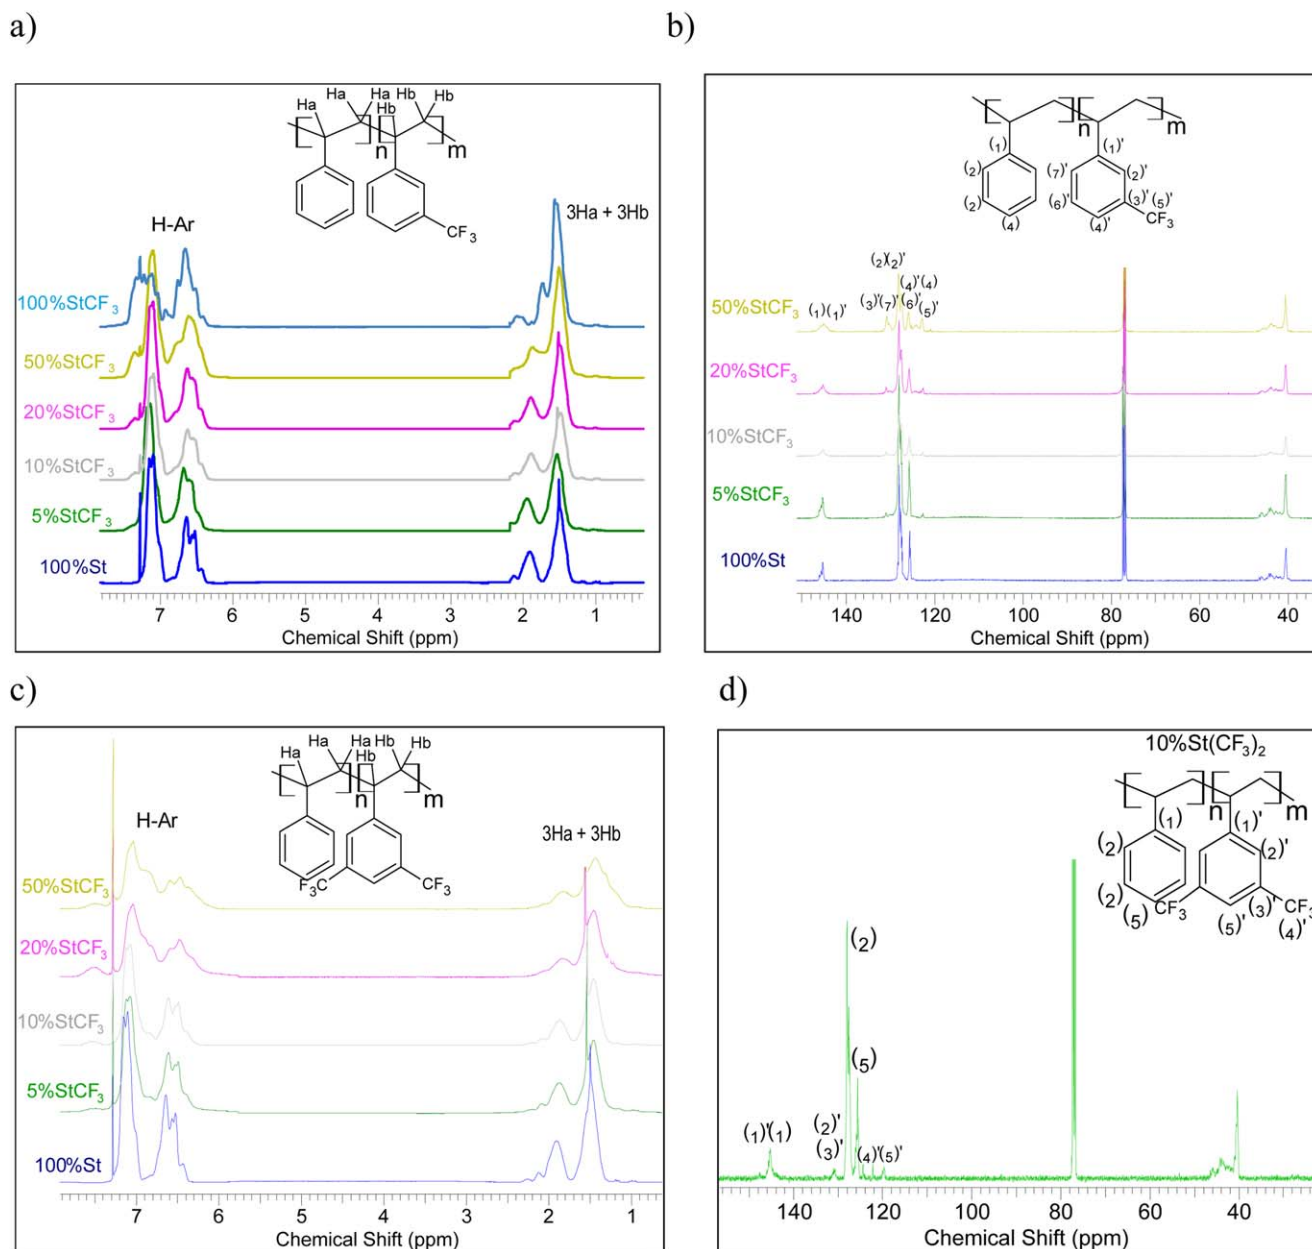 a)
Ha
Ha Ha Hb Hb
Hb
n
m
CF3
H-Ar
3Ha + 3Hb
100%StCF3
50%StCF3
20%StCF3
10%StCF3
5%StCF3
100%St
7 6 5 4 3 2 1
Chemical Shift (ppm)
b)
n
m
(1) (1)'
(2) (7)' (2)'
(2) (6)' (3)' (5)'
(4) (4)' CF3
(2)(2)'
(4)'(4)
(3)'(7)'(6)'
(1)(1)' (5)'
50%StCF3
20%StCF3
10%StCF3
5%StCF3
100%St
140 120 100 80 60 40
Chemical Shift (ppm)
c)
Ha Ha Hb Hb
Ha Hb
n
m
F3C CF3
H-Ar
3Ha + 3Hb
50%StCF3
20%StCF3
10%StCF3
5%StCF3
100%St
7 6 5 4 3 2 1
Chemical Shift (ppm)
d)
10%St(CF3)2
n
m
(1) (1)'
(2) (2)'
(2) (3)'
(5) CF3 (5)' CF3
(4)'
(2)
(5)
(2)'
(1)'(1) (3)' (4)'(5)'
140 120 100 80 60 40
Chemical Shift (ppm)